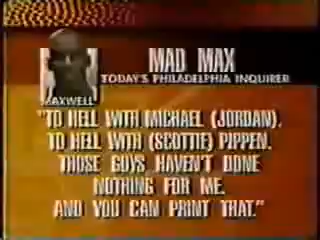 MAD MAX
TODAY'S PHILADELPHIA INQUIRER
MAXWELL
"TO HELL WITH MICHAEL (JORDAN).
TO HELL WITH (SCOTTIE) PIPPEN.
THOSE GUYS HAVEN'T DONE
NOTHING FOR ME.
AND YOU CAN PRINT THAT."